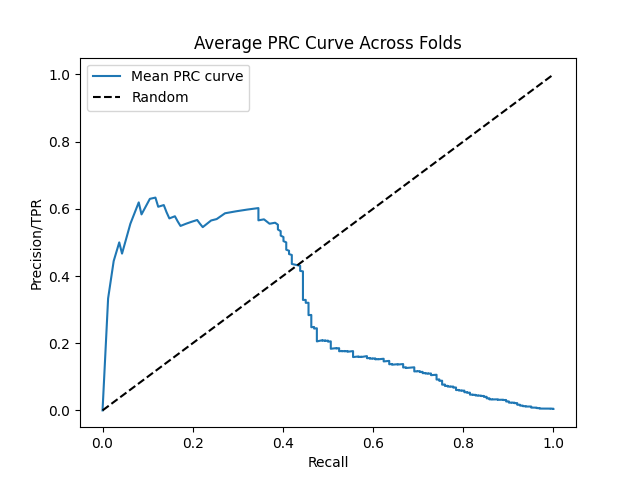 Average PRC Curve Across Folds
Mean PRC curve
Random
Precision/TPR
1.0
0.8
0.6
0.4
0.2
0.0
0.0 0.2 0.4 0.6 0.8 1.0
Recall